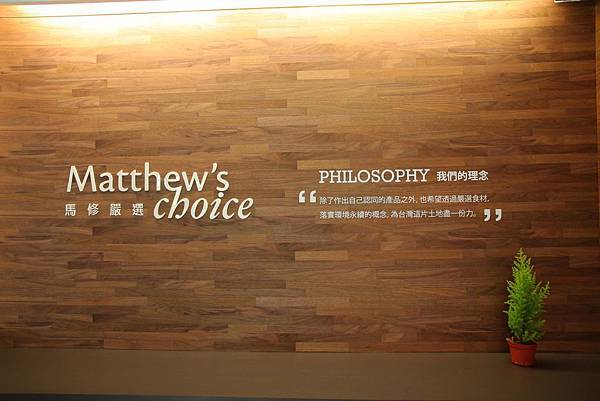 Matthew's
馬修嚴選 choice
PHILOSOPHY 我們的理念
“除了作出自己認同的產品之外, 也希望透過嚴選食材,
落實環境永續的概念, 為台灣這片土地盡一份力。”